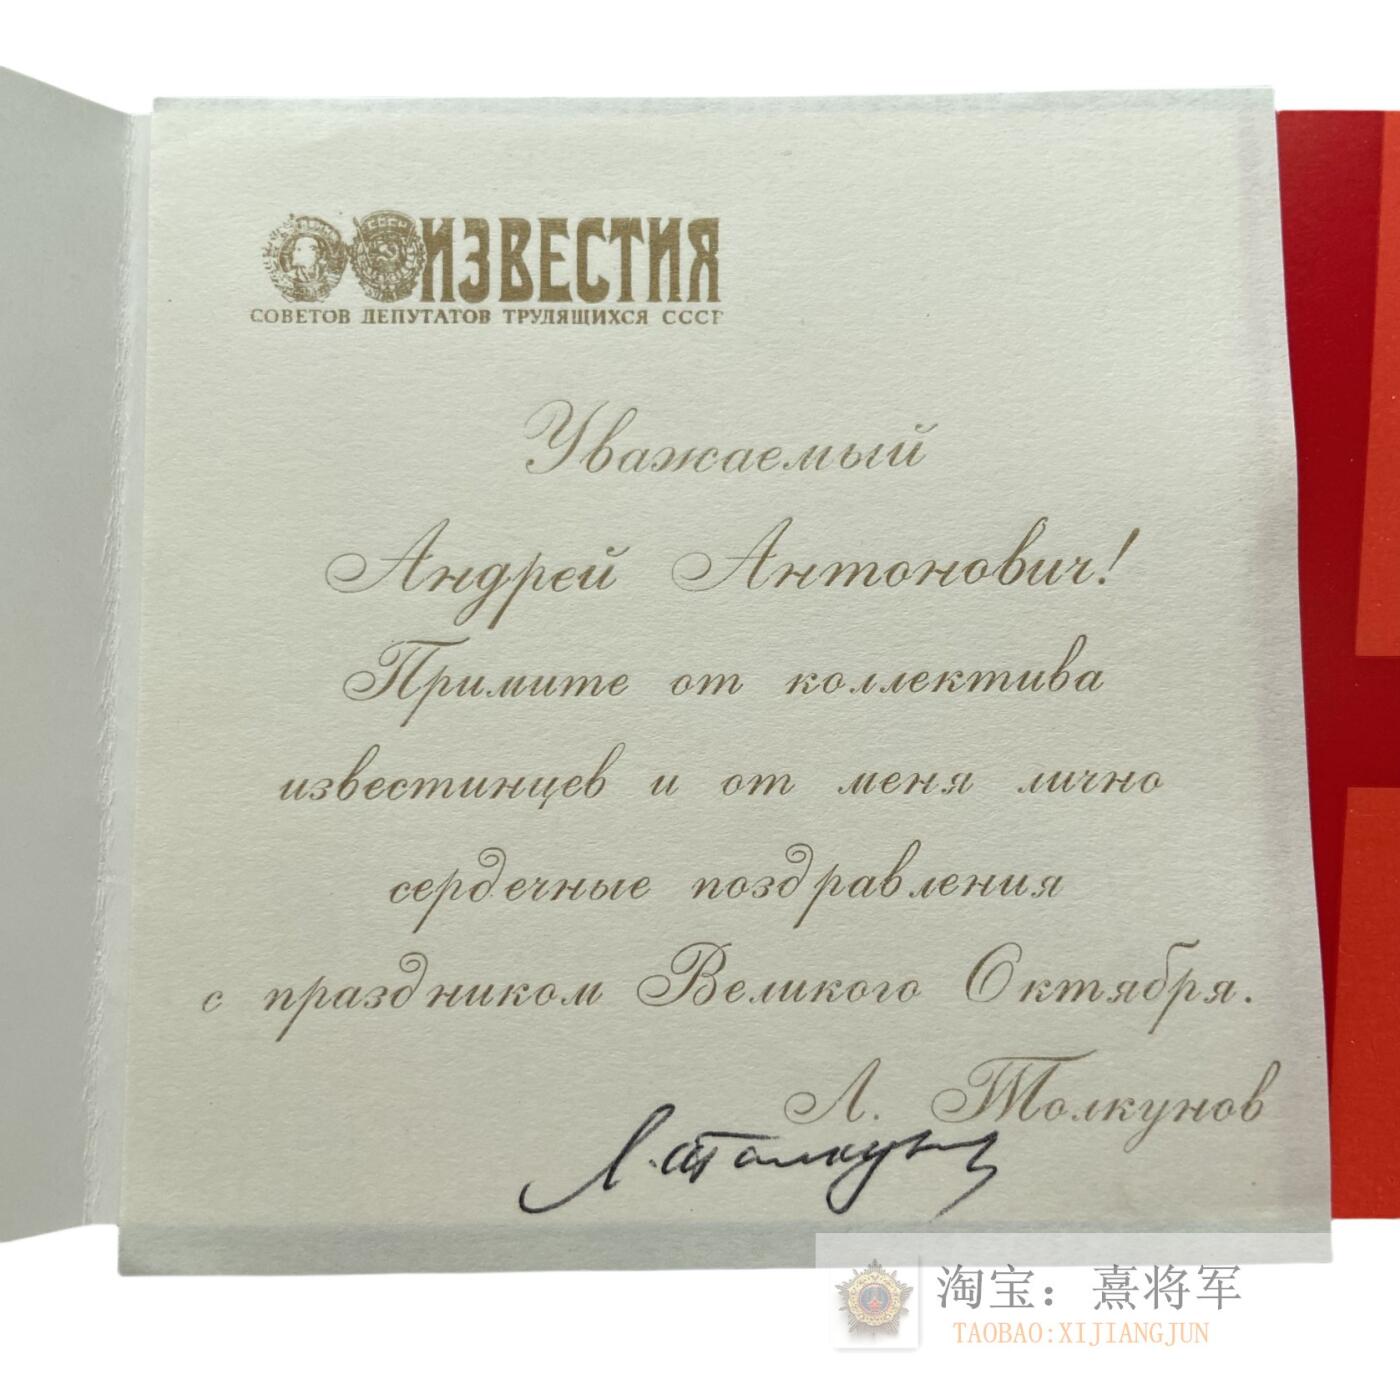 ИЗВЕСТИЯ
СОВЕТОВ ДЕПУТАТОВ ТРУДЯЩИХСЯ СССР
Уважаемый
Андрей Антонович!
Примите от коллектива
известинцев и от меня лично
сердечные поздравления
с праздником Великого Октября.
Л. Толкунов
Л. Толкунов
淘宝：熹将军
TAOBAO:XIJIANGJUN